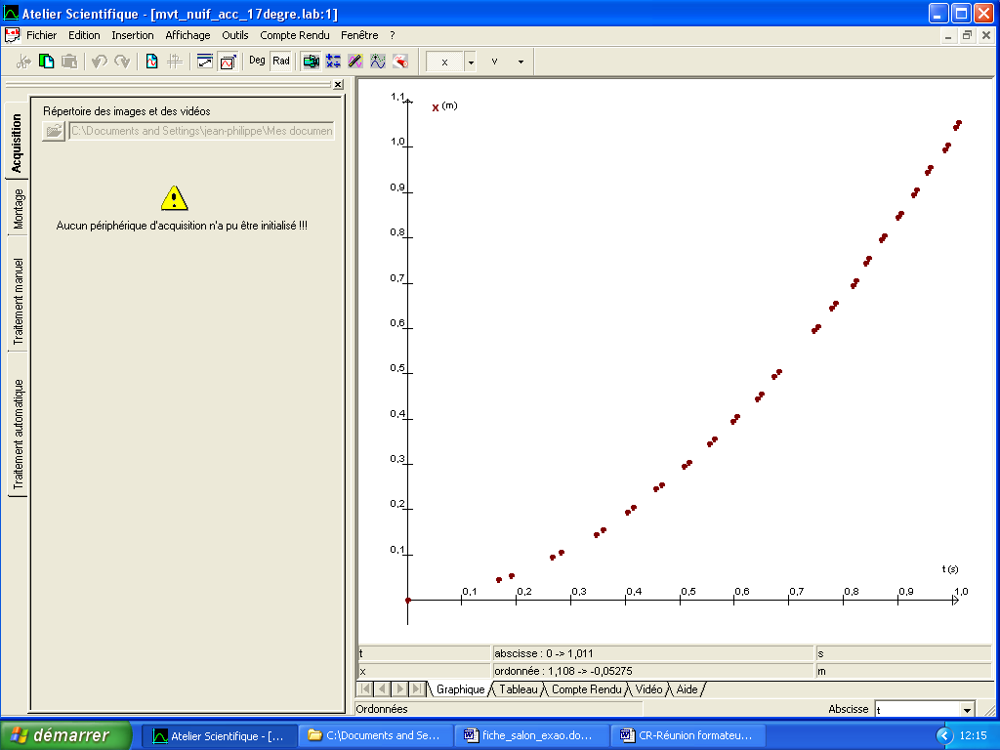 Atelier Scientifique - [mvt_nuif_acc_17degre.lab:1]
Fichier Edition Insertion Affichage Outils Compte Rendu Fenêtre ?
Deg Rad x v
Répertoire des images et des vidéos
C:\Documents and Settings\jean-philippe\Mes documen
Aucun périphérique d'acquisition n'a pu être initialisé !!!
Acquisition
Montage
Traitement manuel
Traitement automatique
1,1
x (m)
1,0
0,9
0,8
0,7
0,6
0,5
0,4
0,3
0,2
0,1
t (s)
0,1 0,2 0,3 0,4 0,5 0,6 0,7 0,8 0,9 1,0
t abscisse : 0 -> 1,011 s
x ordonnée : 1,108 -> -0,05275 m
Graphique Tableau Compte Rendu Vidéo Aide
Ordonnées Abscisse t
démarrer Atelier Scientifique - [... C:\Documents and Se... fiche_salon_exao.do... CR-Réunion formateu... 12:15